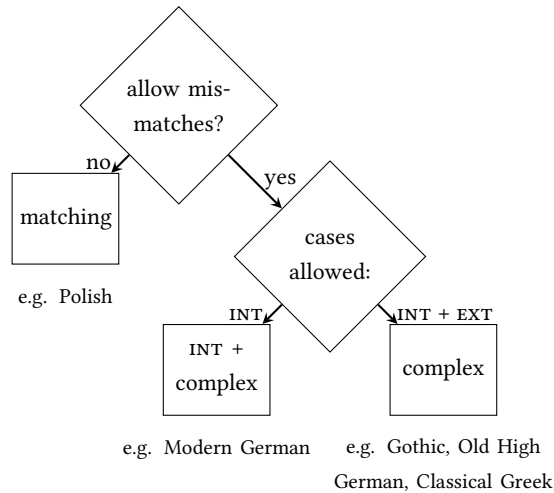 allow mis-
matches?
no
yes
matching
e.g. Polish
cases
allowed:
INT
INT + EXT
INT +
complex
complex
e.g. Modern German
e.g. Gothic, Old High
German, Classical Greek